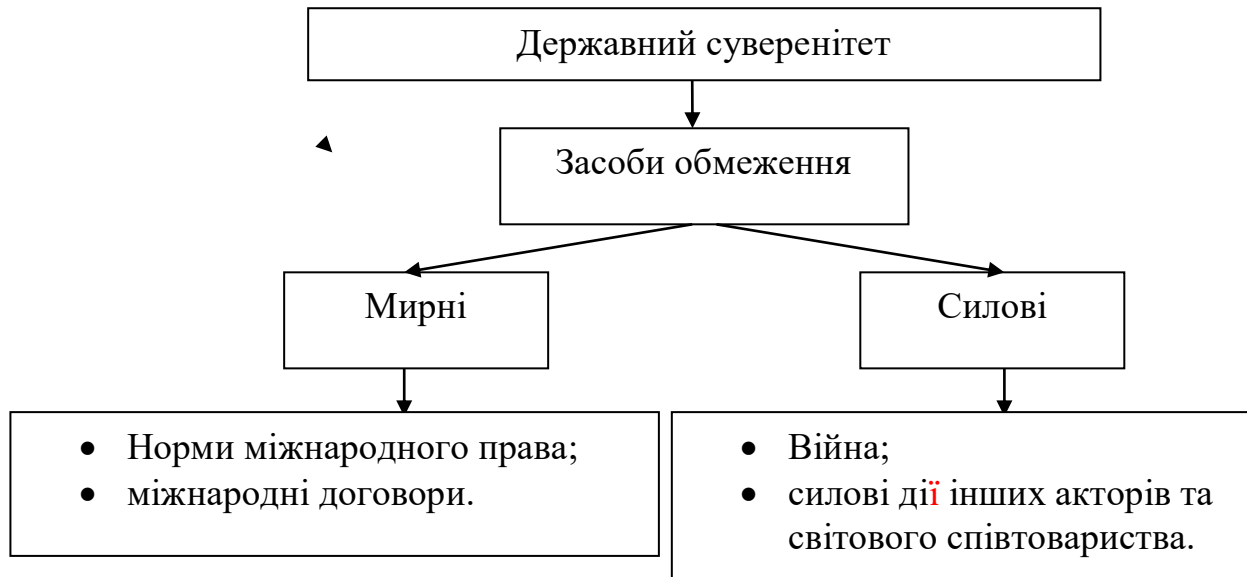 Державний суверенітет
Засоби обмеження
Мирні
Силові
• Норми міжнародного права;
• міжнародні договори.
• Війна;
• силові дії інших акторів та
світового співтовариства.